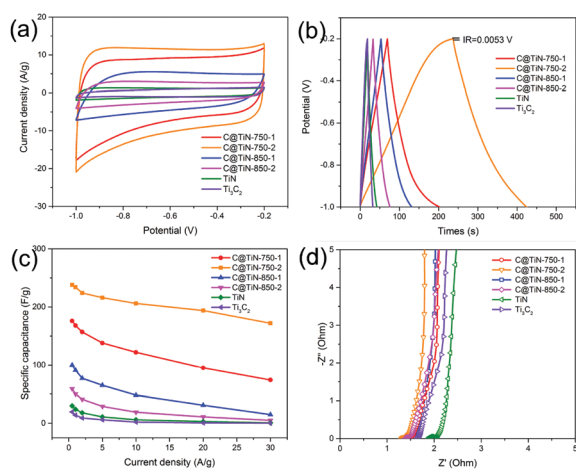 (a)
Current density (A/g)
30
20
10
0
-10
-20
-30
-1.0
-0.8
-0.6
-0.4
-0.2
Potential (V)
C@TiN-750-1
C@TiN-750-2
C@TiN-850-1
C@TiN-850-2
TiN
Ti₃C₂
(b)
Potential (V)
-0.2
-0.4
-0.6
-0.8
-1.0
0
100
200
300
400
500
Times (s)
IR=0.0053 V
C@TiN-750-1
C@TiN-750-2
C@TiN-850-1
C@TiN-850-2
TiN
Ti₃C₂
(c)
Specific capacitance (F/g)
300
200
100
0
0
5
10
15
20
25
30
Current density (A/g)
C@TiN-750-1
C@TiN-750-2
C@TiN-850-1
C@TiN-850-2
TiN
Ti₃C₂
(d)
-Z" (Ohm)
5
4
3
2
1
0
0
1
2
3
4
5
Z' (Ohm)
C@TiN-750-1
C@TiN-750-2
C@TiN-850-1
C@TiN-850-2
TiN
Ti₃C₂